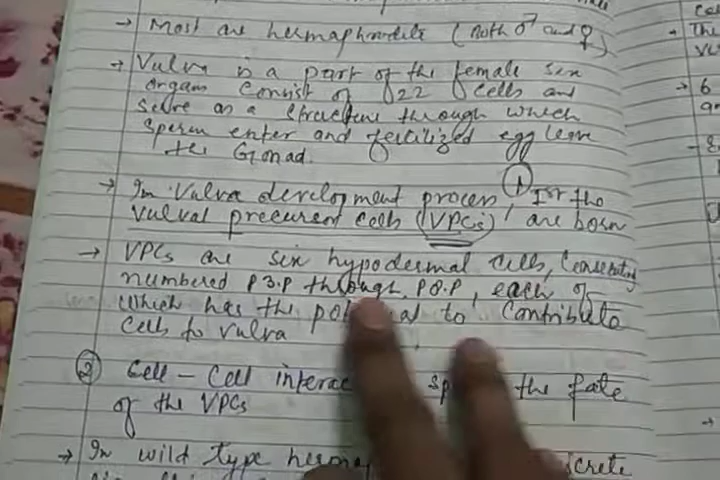 → Most are hermaphrodite (both ♂ and ♀)
→ Vulva is a part of the female sex
organ consist of 22 cells and
serve as a structure through which
sperm enter and fertilized egg leave
the Gonad.
→ In Vulva development process ① Ist the
vulval precursor cells (VPCs) are born
→ VPCs are six hypodermal cells,
numbered P3.P through P8.P, each of
which has the to contribute
cells to vulva
② Cell - Cell the fate
of the VPCs
→ In wild type
The
→ 6